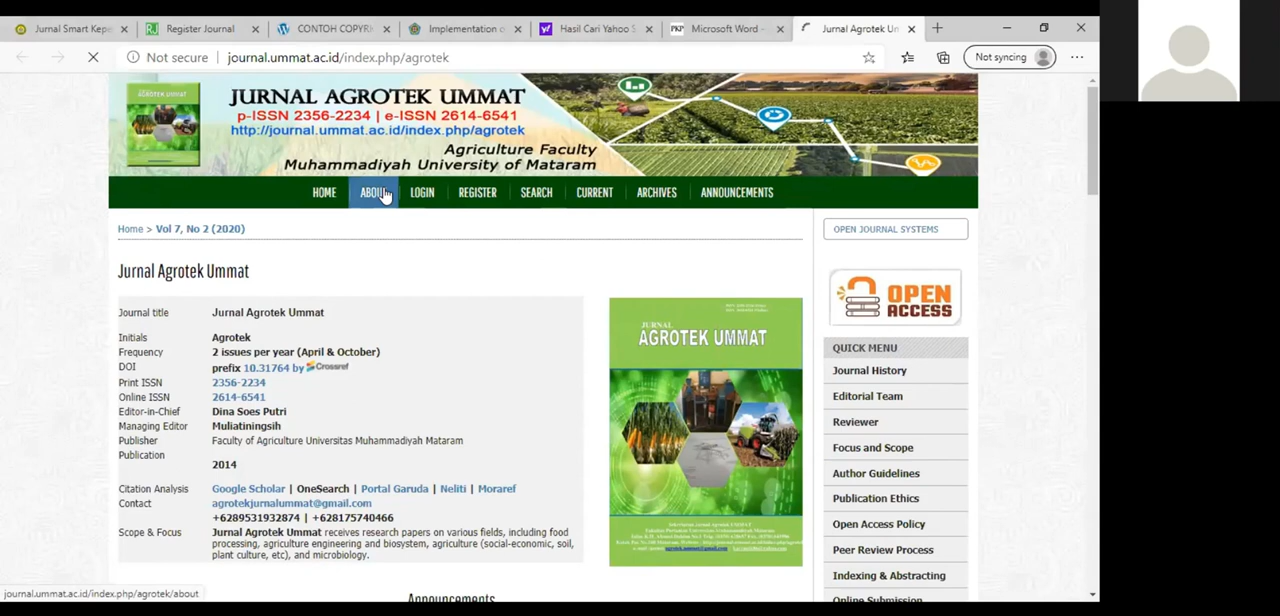 Jurnal Smart Kepe
Register Journal
CONTOH COPYRI
Implementation o
Hasil Cari Yahoo S
PKP
Microsoft Word -
Jurnal Agrotek Um
Not secure
journal.ummat.ac.id/index.php/agrotek
Not syncing
JURNAL AGROTEK UMMAT
p-ISSN 2356-2234 | e-ISSN 2614-6541
http://journal.ummat.ac.id/index.php/agrotek
Agriculture Faculty
Muhammadiyah University of Mataram
AGROTEK UMMAT
HOME
ABOU
LOGIN
REGISTER
SEARCH
CURRENT
ARCHIVES
ANNOUNCEMENTS
Home > Vol 7, No 2 (2020)
Jurnal Agrotek Ummat
Journal title Jurnal Agrotek Ummat
Initials Agrotek
Frequency 2 issues per year (April & October)
DOI prefix 10.31764 by Crossref
Print ISSN 2356-2234
Online ISSN 2614-6541
Editor-in-Chief Dina Soes Putri
Managing Editor Muliatiningsih
Publisher Faculty of Agriculture Universitas Muhammadiyah Mataram
Publication
2014
Citation Analysis Google Scholar | OneSearch | Portal Garuda | Neliti | Moraref
Contact agrotekjurnalummat@gmail.com
+6289531932874 | +628175740466
Scope & Focus Jurnal Agrotek Ummat receives research papers on various fields, including food
processing, agriculture engineering and biosystem, agriculture (social-economic, soil,
plant culture, etc), and microbiology.
Announcements
JURNAL
AGROTEK UMMAT
OPEN JOURNAL SYSTEMS
OPEN
ACCESS
QUICK MENU
Journal History
Editorial Team
Reviewer
Focus and Scope
Author Guidelines
Publication Ethics
Open Access Policy
Peer Review Process
Indexing & Abstracting
Online Submission
journal.ummat.ac.id/index.php/agrotek/about